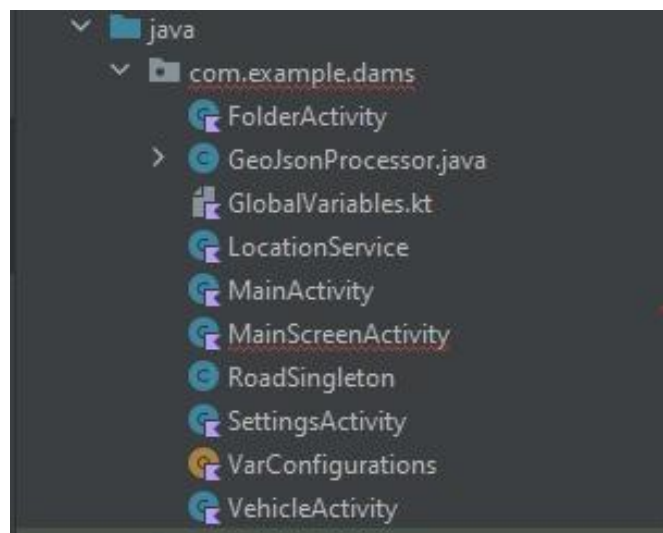 java
com.example.dams
FolderActivity
GeoJsonProcessor.java
GlobalVariables.kt
LocationService
MainActivity
MainScreenActivity
RoadSingleton
SettingsActivity
VarConfigurations
VehicleActivity